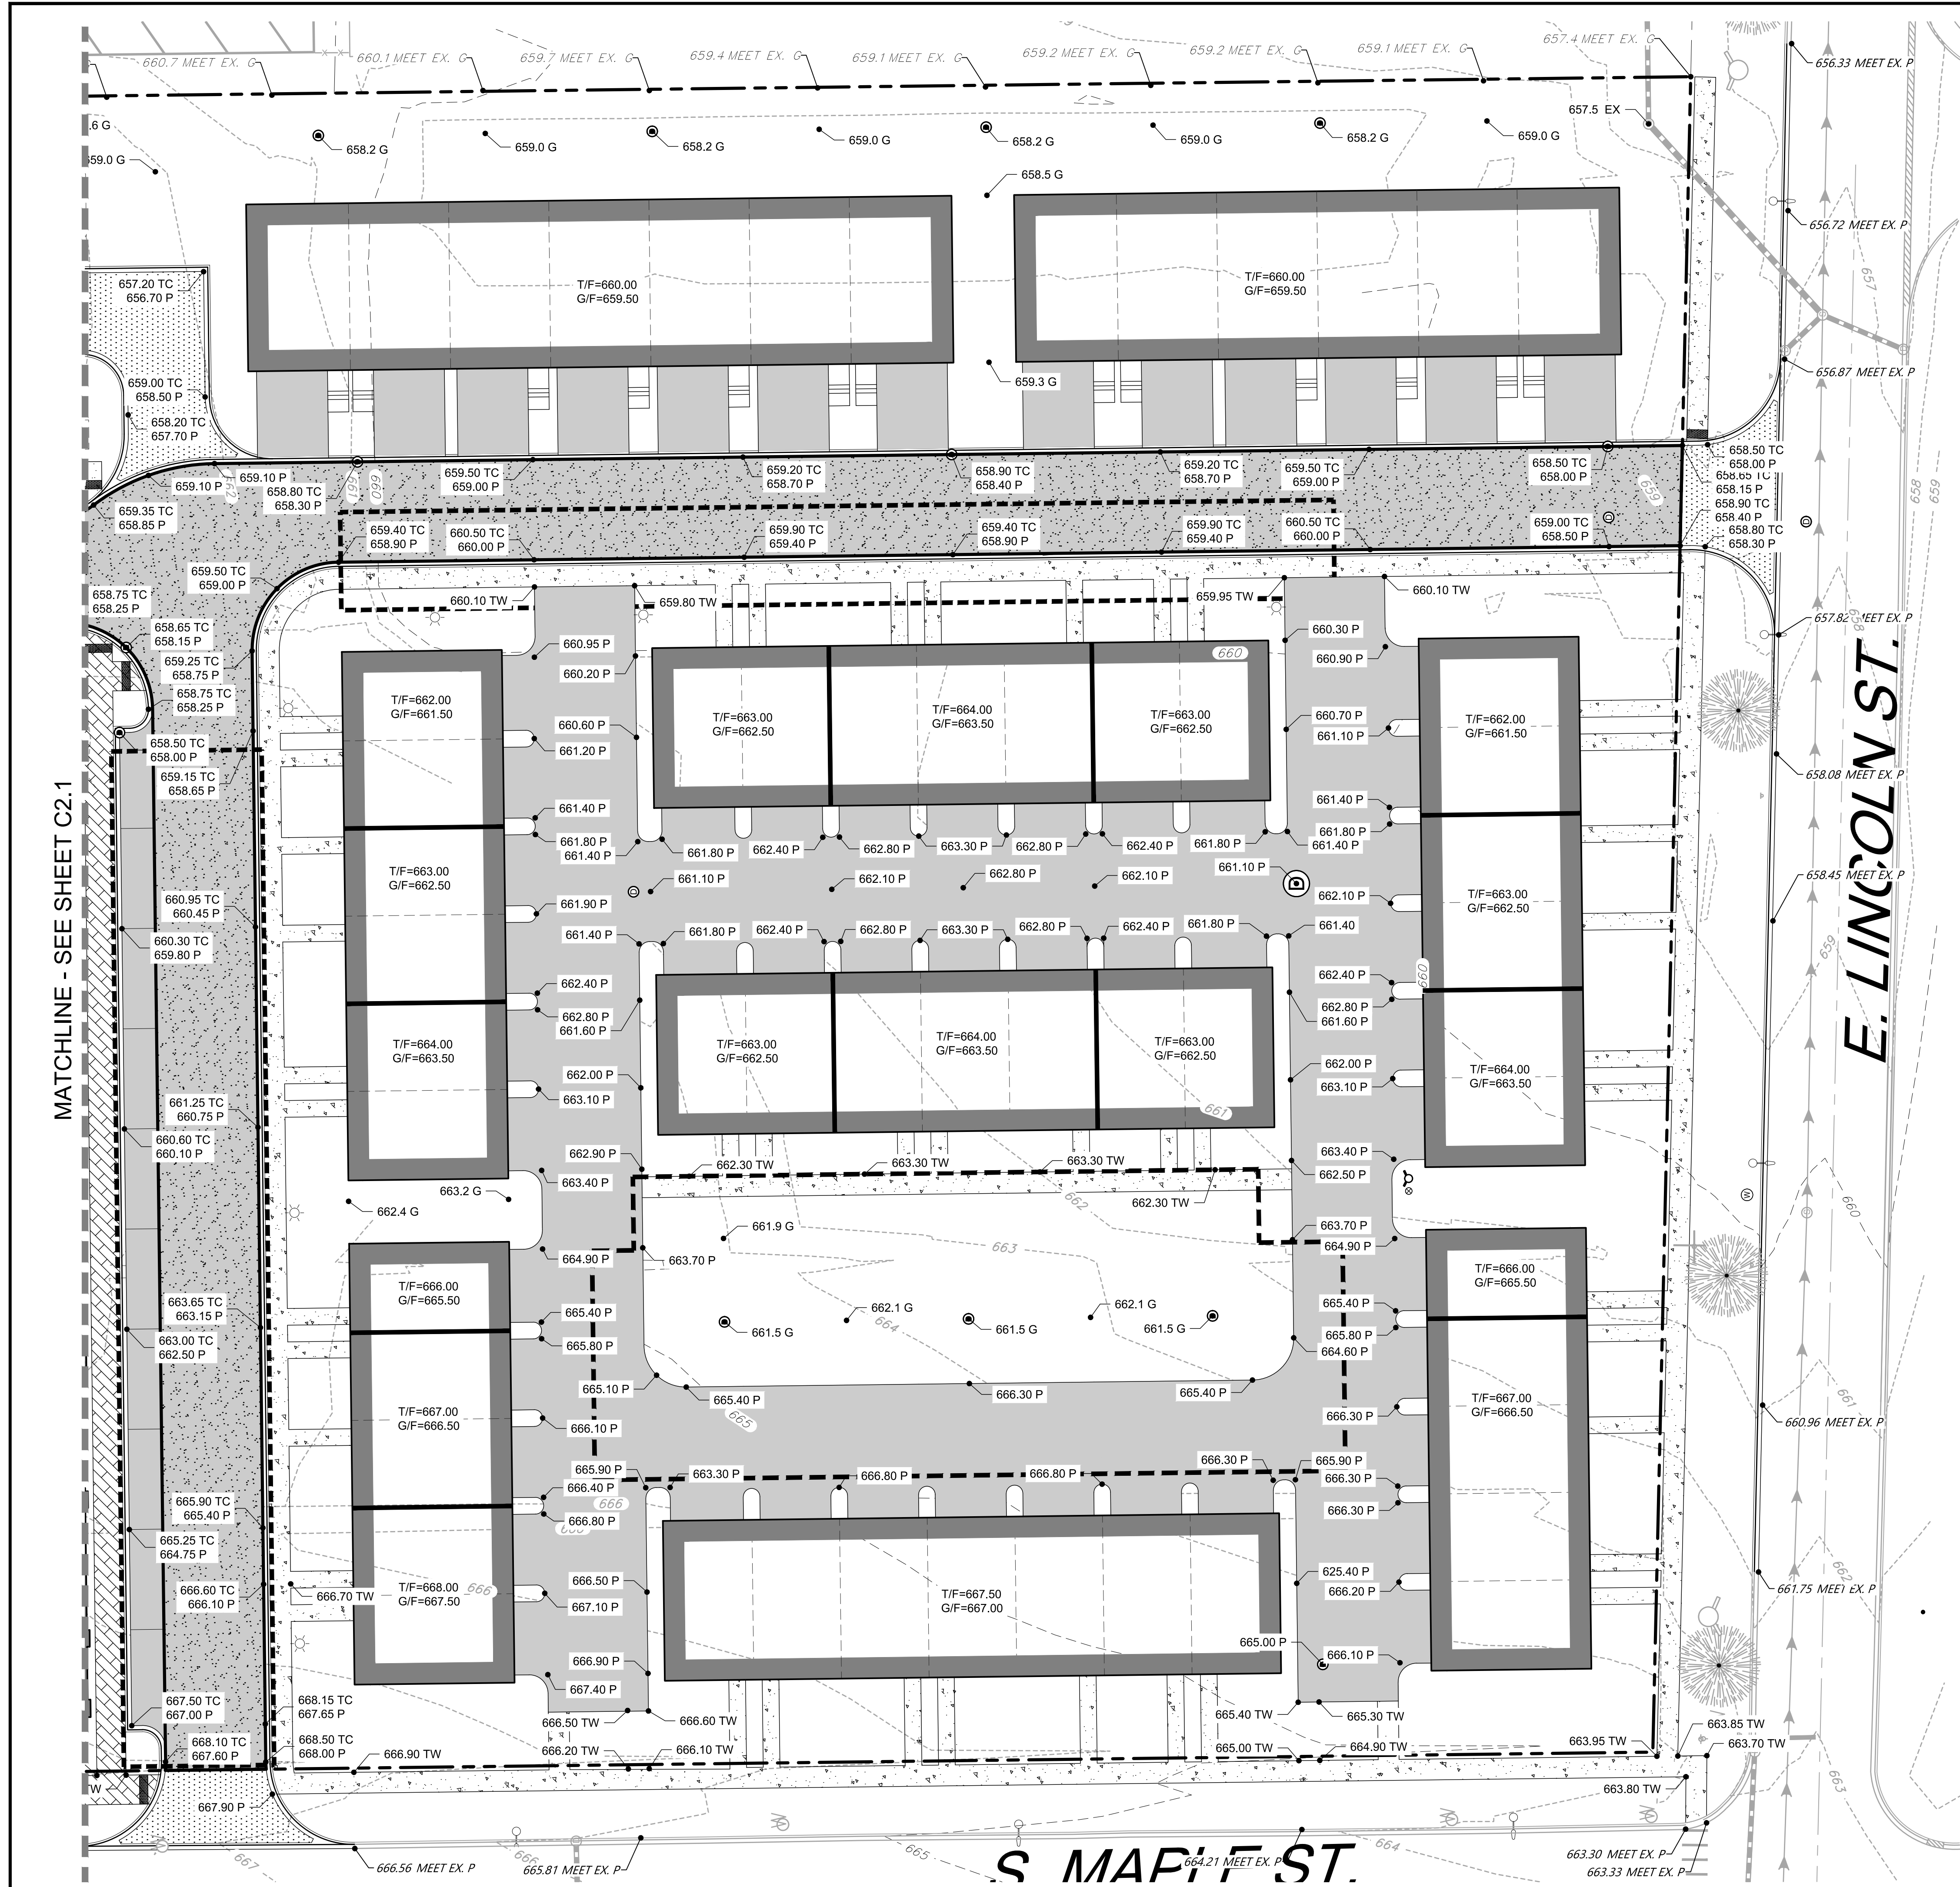 657.4 MEET EX. G
660.7 MEET EX. G
660.1 MEET EX. G
659.7 MEET EX. G
659.4 MEET EX. G
659.1 MEET EX. G
659.2 MEET EX. G
659.2 MEET EX. G
659.1 MEET EX. G
656.33 MEET EX. P
657.5 EX
.6 G
658.2 G
659.0 G
658.2 G
659.0 G
658.2 G
659.0 G
658.2 G
659.0 G
59.0 G
658.5 G
656.72 MEET EX. P
657
657.20 TC
656.70 P
T/F=660.00
G/F=659.50
T/F=660.00
G/F=659.50
656.87 MEET EX. P
659.00 TC
658.50 P
659.3 G
658.20 TC
657.70 P
658
659
659.10 P
659.10 P
662
658.80 TC
658.30 P
661
660
659.50 TC
659.00 P
659.20 TC
658.70 P
658.90 TC
658.40 P
659.20 TC
658.70 P
659.50 TC
659.00 P
658.50 TC
658.00 P
659
658.50 TC
658.00 P
658.65 TC
658.15 P
658.90 TC
658.40 P
658.80 TC
658.30 P
659.35 TC
658.85 P
659.40 TC
658.90 P
660.50 TC
660.00 P
659.90 TC
659.40 P
659.40 TC
658.90 P
659.90 TC
659.40 P
660.50 TC
660.00 P
659.00 TC
658.50 P
659.50 TC
659.00 P
658.75 TC
658.25 P
660.10 TW
659.80 TW
659.95 TW
660.10 TW
657.82 MEET EX. P
658
658.65 TC
658.15 P
660.95 P
660.20 P
660
660.30 P
660.90 P
659.25 TC
658.75 P
658.75 TC
658.25 P
T/F=662.00
G/F=661.50
T/F=663.00
G/F=662.50
T/F=664.00
G/F=663.50
T/F=663.00
G/F=662.50
T/F=662.00
G/F=661.50
660.60 P
661.20 P
660.70 P
661.10 P
658.50 TC
658.00 P
659.15 TC
658.65 P
658.08 MEET EX. P
661.40 P
661.80 P
661.40 P
661.80 P
662.40 P
662.80 P
663.30 P
662.80 P
662.40 P
661.80 P
661.40 P
661.80 P
661.40 P
MATCHLINE - SEE SHEET C2.1
E. LINCOLN ST.
T/F=663.00
G/F=662.50
661.10 P
662.10 P
662.80 P
662.10 P
661.10 P
658.45 MEET EX. P
T/F=663.00
G/F=662.50
661.90 P
662.10 P
660.95 TC
660.45 P
660.30 TC
659.80 P
661.40 P
661.80 P
662.40 P
662.80 P
663.30 P
662.80 P
662.40 P
661.80 P
661.40
659
660
662.40 P
662.80 P
661.60 P
662.40 P
662.80 P
661.60 P
T/F=664.00
G/F=663.50
T/F=663.00
G/F=662.50
T/F=664.00
G/F=663.50
T/F=663.00
G/F=662.50
T/F=664.00
G/F=663.50
662.00 P
663.10 P
662.00 P
663.10 P
661
661.25 TC
660.75 P
660.60 TC
660.10 P
662.90 P
663.40 P
662.30 TW
663.30 TW
663.30 TW
662.30 TW
663.40 P
662.50 P
663.2 G
662.4 G
662
660
661.9 G
663
663.70 P
664.90 P
663.70 P
664.90 P
T/F=666.00
G/F=665.50
T/F=666.00
G/F=665.50
663.65 TC
663.15 P
663.00 TC
662.50 P
665.40 P
665.80 P
661.5 G
662.1 G
664
661.5 G
662.1 G
661.5 G
665.40 P
665.80 P
664.60 P
665.10 P
665.40 P
665
666.30 P
665.40 P
661
T/F=667.00
G/F=666.50
666.10 P
666.30 P
T/F=667.00
G/F=666.50
660.96 MEET EX. P
665.90 P
663.30 P
666.80 P
666.80 P
666.30 P
665.90 P
666.40 P
666.80 P
666
666.30 P
666.30 P
665.90 TC
665.40 P
665.25 TC
664.75 P
666.60 TC
666.10 P
666.70 TW
T/F=668.00
G/F=667.50
666
666.50 P
667.10 P
T/F=667.50
G/F=667.00
625.40 P
666.20 P
661.75 MEET EX. P
662
665.00 P
666.10 P
666.90 P
667.40 P
667.50 TC
667.00 P
668.15 TC
667.65 P
666.50 TW
666.60 TW
665.40 TW
665.30 TW
663.85 TW
663.70 TW
663.95 TW
668.10 TC
667.60 P
668.50 TC
668.00 P
666.90 TW
666.20 TW
666.10 TW
665.00 TW
664.90 TW
663
W
663.80 TW
667.90 P
667
666.56 MEET EX. P
666
665.81 MEET EX. P
665
S. MAPLE ST.
664.21 MEET EX. P
664
663.30 MEET EX. P
663.33 MEET EX. P